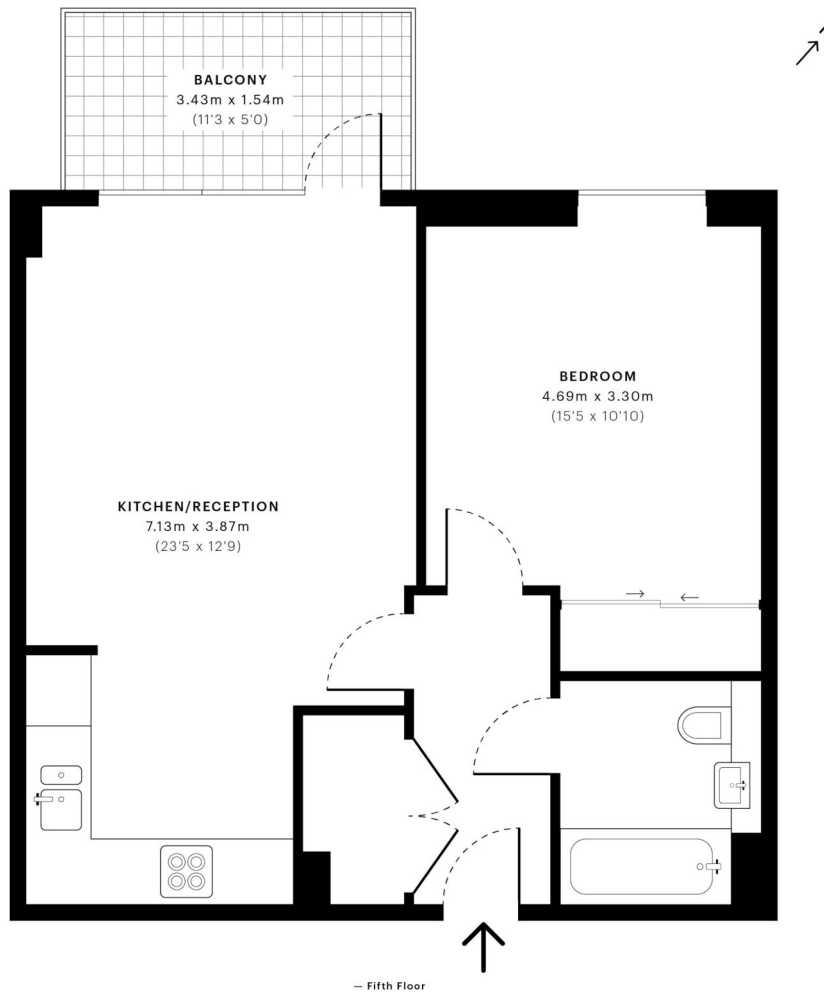 BALCONY
3.43m x 1.54m
(11'3 x 5'0)
BEDROOM
4.69m x 3.30m
(15'5 x 10'10)
KITCHEN/RECEPTION
7.13m x 3.87m
(23'5 x 12'9)
— Fifth Floor